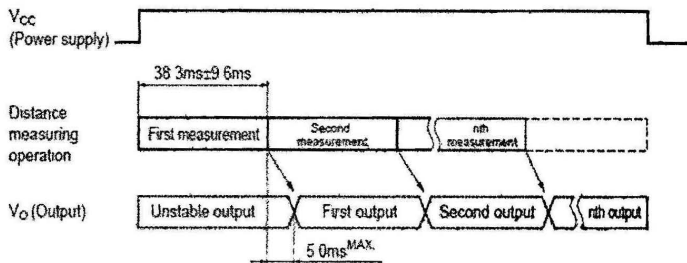 VCC
(Power supply)
38 3ms±9 6ms
Distance
measuring
operation
First measurement
Second
measurement
nth
measurement
VO (Output)
Unstable output
First output
Second output
nth output
5 0ms MAX.